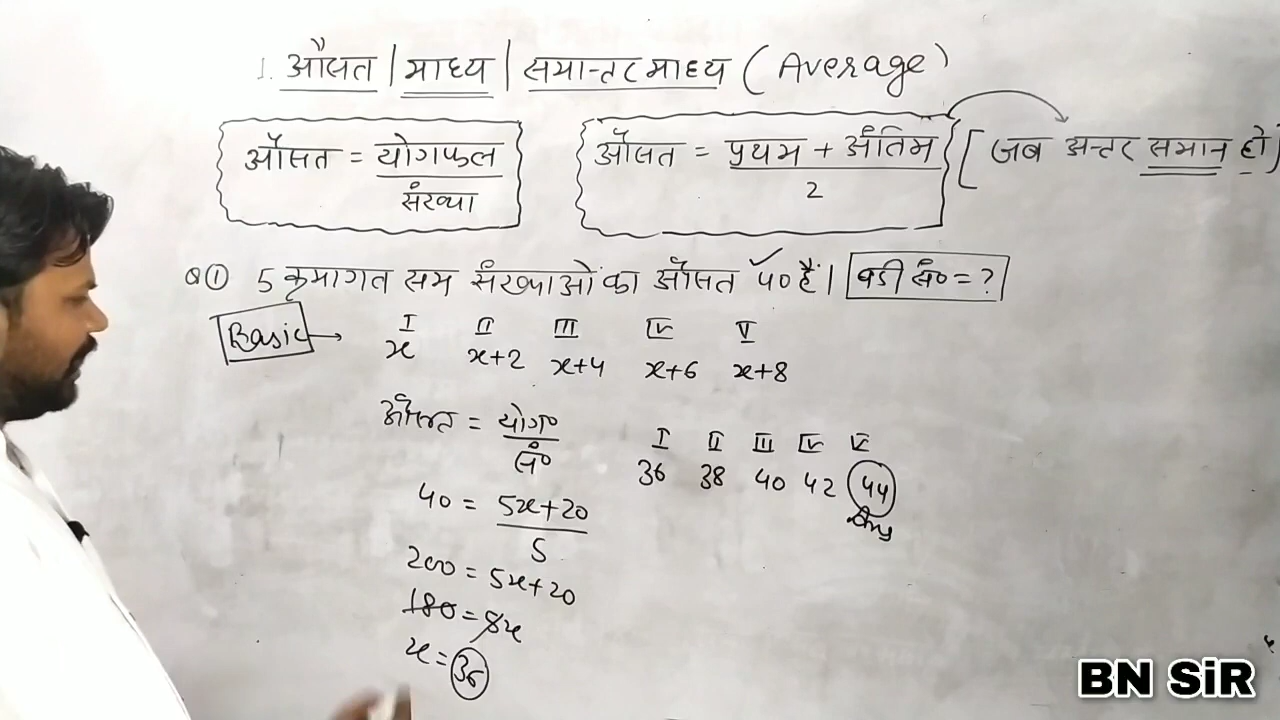 1. औसत | माध्य | समान्तर माध्य (Average)
औसत = योगफल / संख्या
औसत = प्रथम + अंतिम / 2 [जब अन्तर समान हो]
Q① 5 क्रमागत सम संख्याओं का औसत ✓40 है। बड़ी सं० = ?
Basic →
I II III IV V
x x+2 x+4 x+6 x+8
औसत = योग० / सं०
I II III IV V
36 38 40 42 44
Ans
40 = 5x+20 / 5
200 = 5x+20
180 = 5x
x = 36
BN SiR